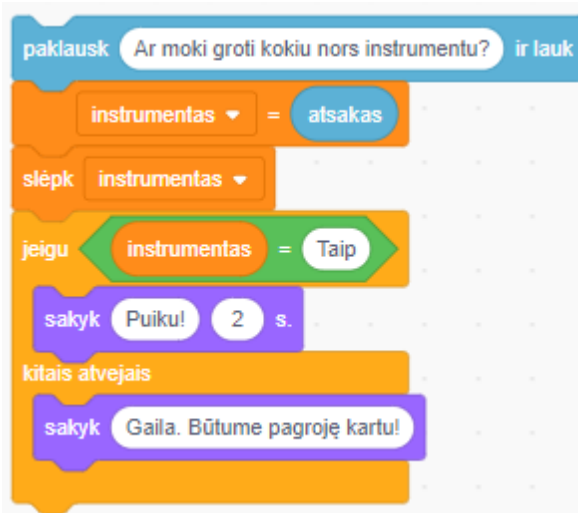 paklausk Ar moki groti kokiu nors instrumentu? ir lauk
instrumentas = atsakas
slėpk instrumentas
jeigu instrumentas = Taip
sakyk Puiku! 2 s.
kitais atvejais
sakyk Gaila. Būtume pagroję kartu!